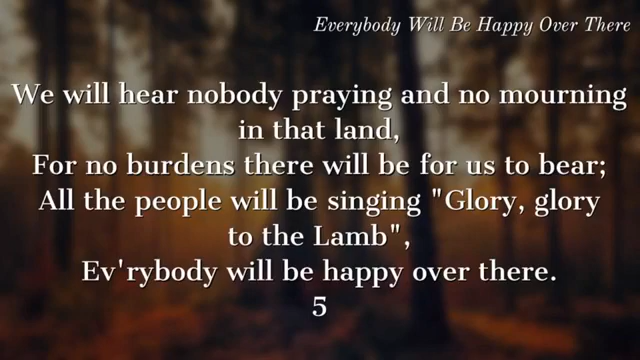 Everybody Will Be Happy Over There
We will hear nobody praying and no mourning
in that land,
For no burdens there will be for us to bear;
All the people will be singing "Glory, glory
to the Lamb",
Ev'rybody will be happy over there.
5